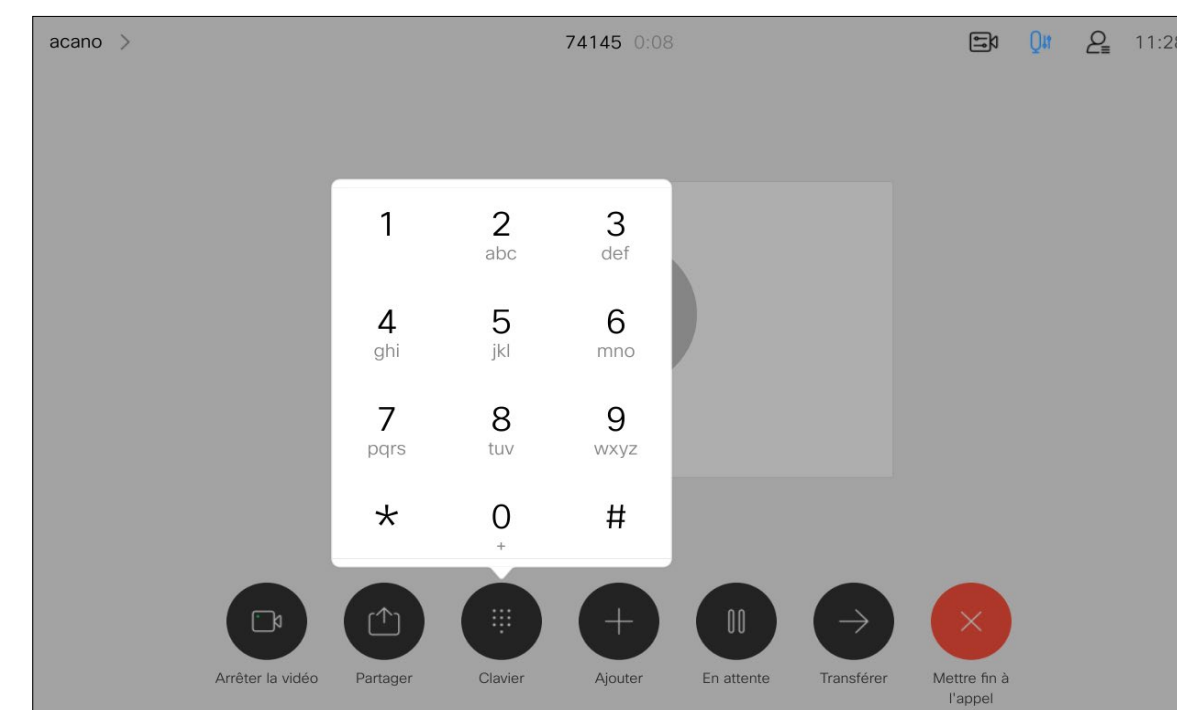 acano >
74145 0:08
11:28
1 2 3
abc def
4 5 6
ghi jkl mno
7 8 9
pqrs tuv wxyz
* 0 #
+
Arrêter la vidéo Partager Clavier Ajouter En attente Transférer Mettre fin à
l'appel